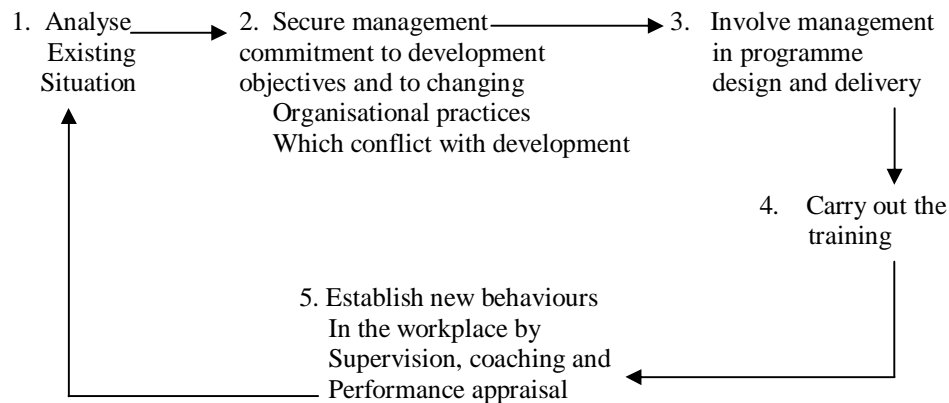 1. Analyse
Existing
Situation
2. Secure management
commitment to development
objectives and to changing
Organisational practices
Which conflict with development
3. Involve management
in programme
design and delivery
4. Carry out the
training
5. Establish new behaviours
In the workplace by
Supervision, coaching and
Performance appraisal